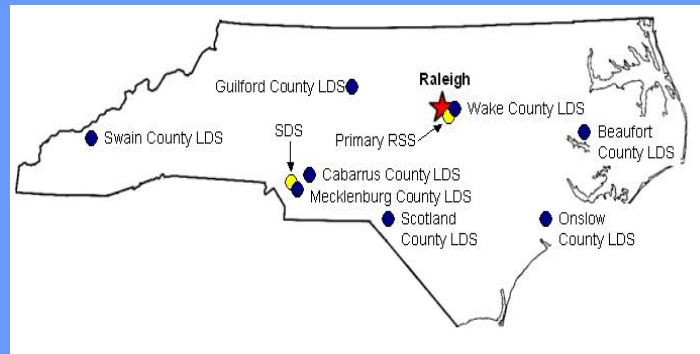 Raleigh
Guilford County LDS
Wake County LDS
SDS
Primary RSS
Beaufort
County LDS
Swain County LDS
Cabarrus County LDS
Mecklenburg County LDS
Scotland
County LDS
Onslow
County LDS